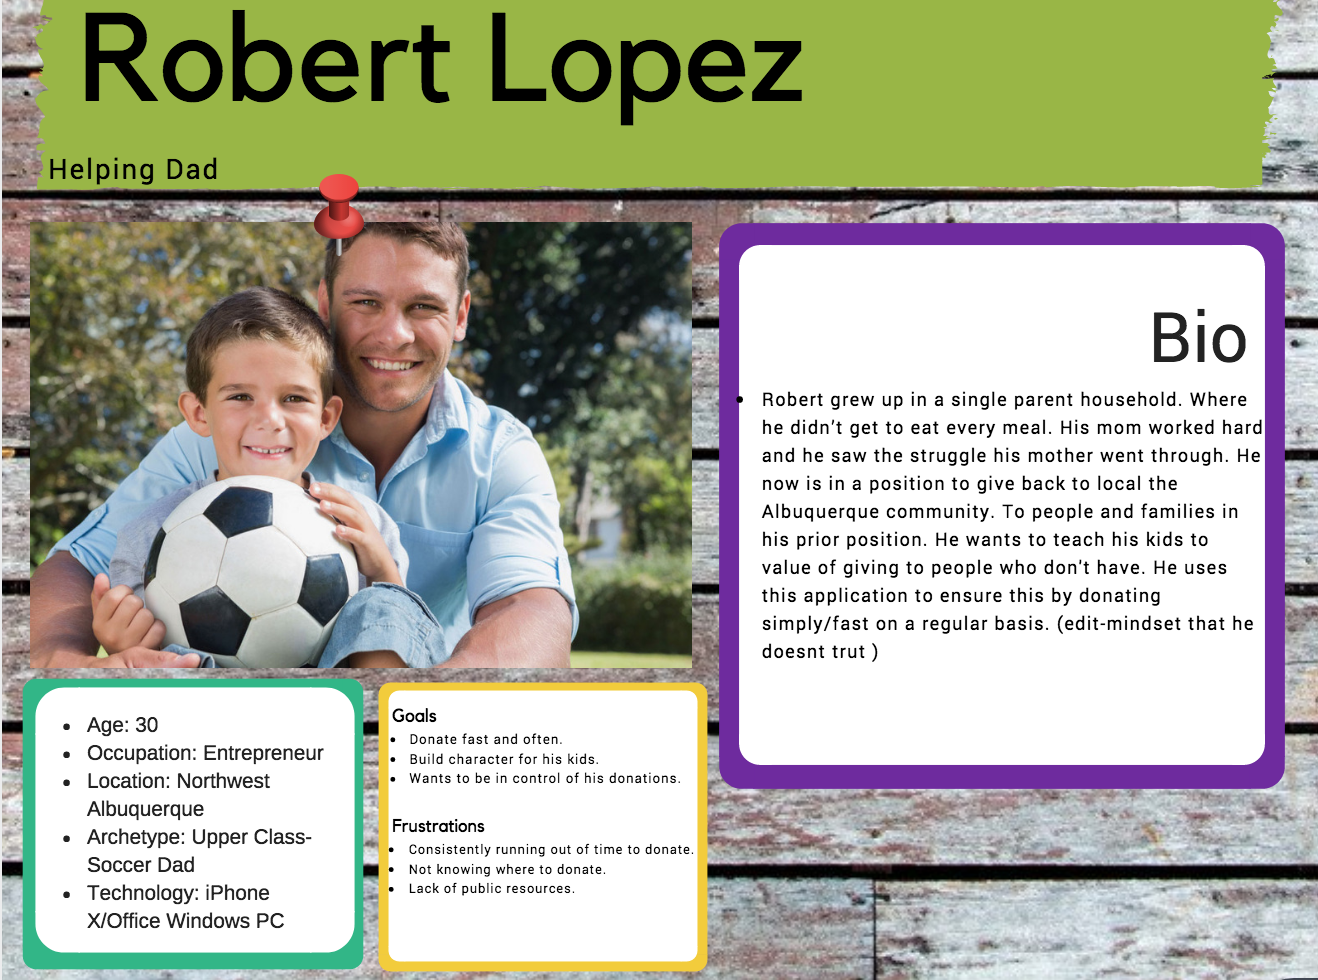 Robert Lopez
Helping Dad
Bio
• Robert grew up in a single parent household. Where
he didn't get to eat every meal. His mom worked hard
and he saw the struggle his mother went through. He
now is in a position to give back to local the
Albuquerque community. To people and families in
his prior position. He wants to teach his kids to
value of giving to people who don't have. He uses
this application to ensure this by donating
simply/fast on a regular basis. (edit-mindset that he
doesnt trut )
• Age: 30
• Occupation: Entrepreneur
• Location: Northwest
Albuquerque
• Archetype: Upper Class-
Soccer Dad
• Technology: iPhone
X/Office Windows PC
Goals
• Donate fast and often.
• Build character for his kids.
• Wants to be in control of his donations.
Frustrations
• Consistently running out of time to donate.
• Not knowing where to donate.
• Lack of public resources.